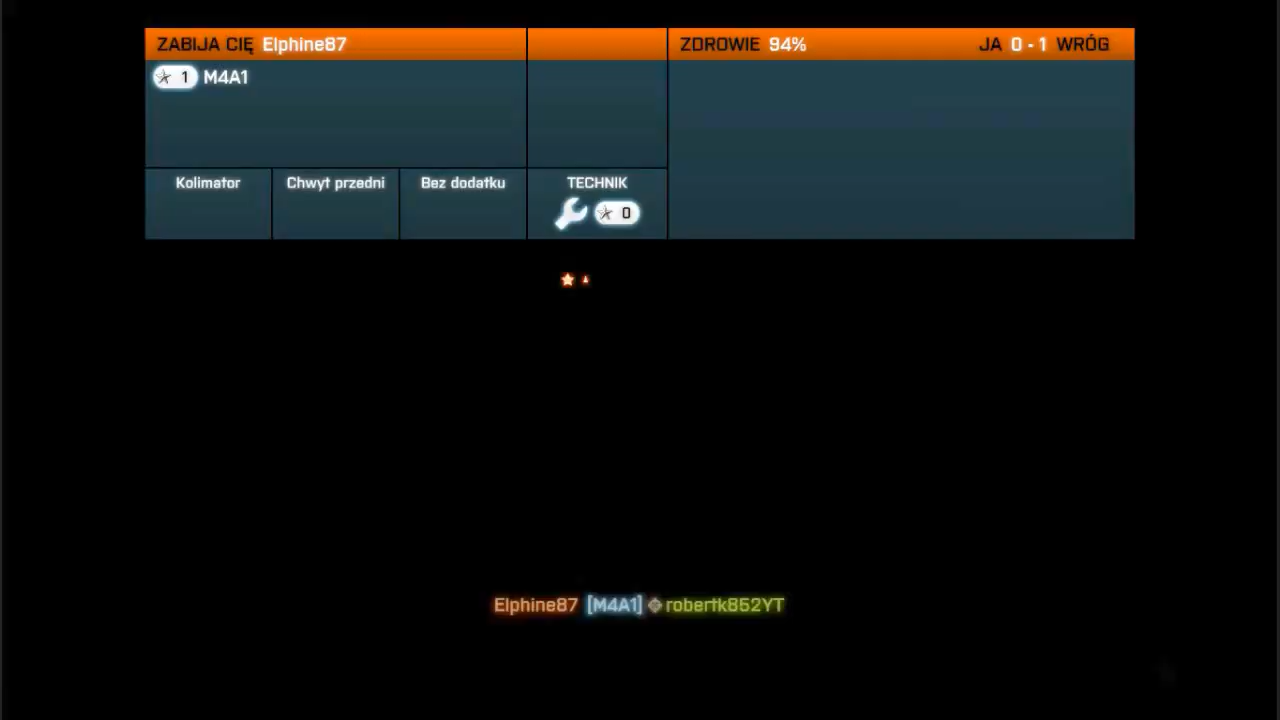 ZABIJA CIĘ Elphine87
ZDROWIE 94%
JA 0 - 1 WRÓG
1 M4A1
Kolimator
Chwyt przedni
Bez dodatku
TECHNIK
0
Elphine87 [M4A1] robertk852YT